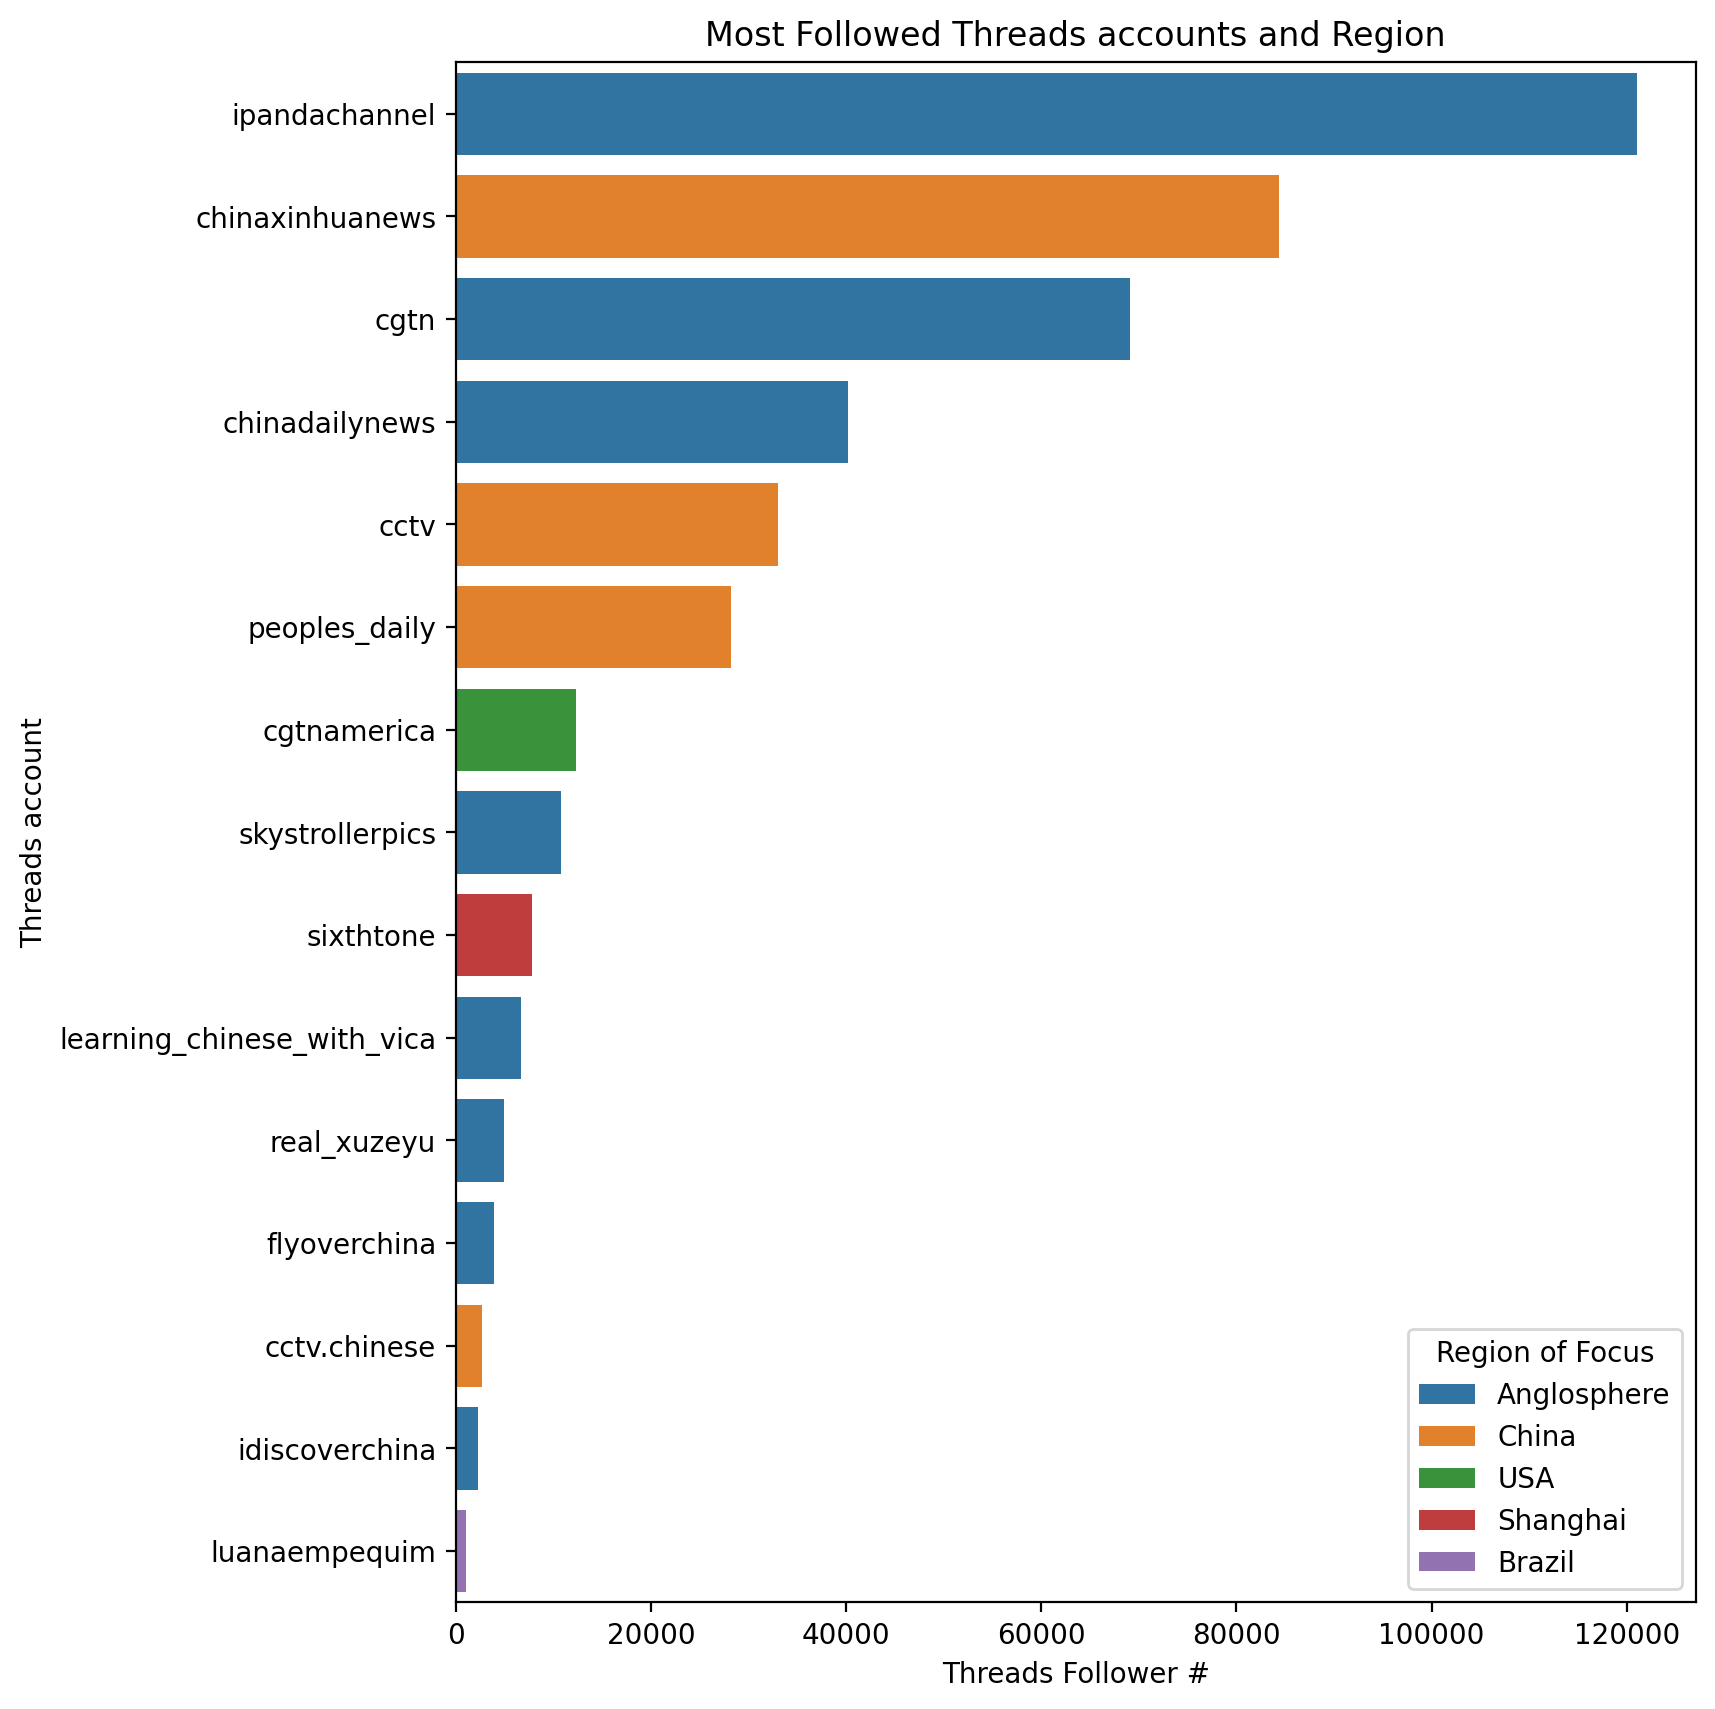 Most Followed Threads accounts and Region
Threads account
ipandachannel
chinaxinhuanews
cgtn
chinadailynews
cctv
peoples_daily
cgtnamerica
skystrollerpics
sixthtone
learning_chinese_with_vica
real_xuzeyu
flyoverchina
cctv.chinese
idiscoverchina
luanaempequim
Region of Focus
Anglosphere
China
USA
Shanghai
Brazil
0 20000 40000 60000 80000 100000 120000
Threads Follower #